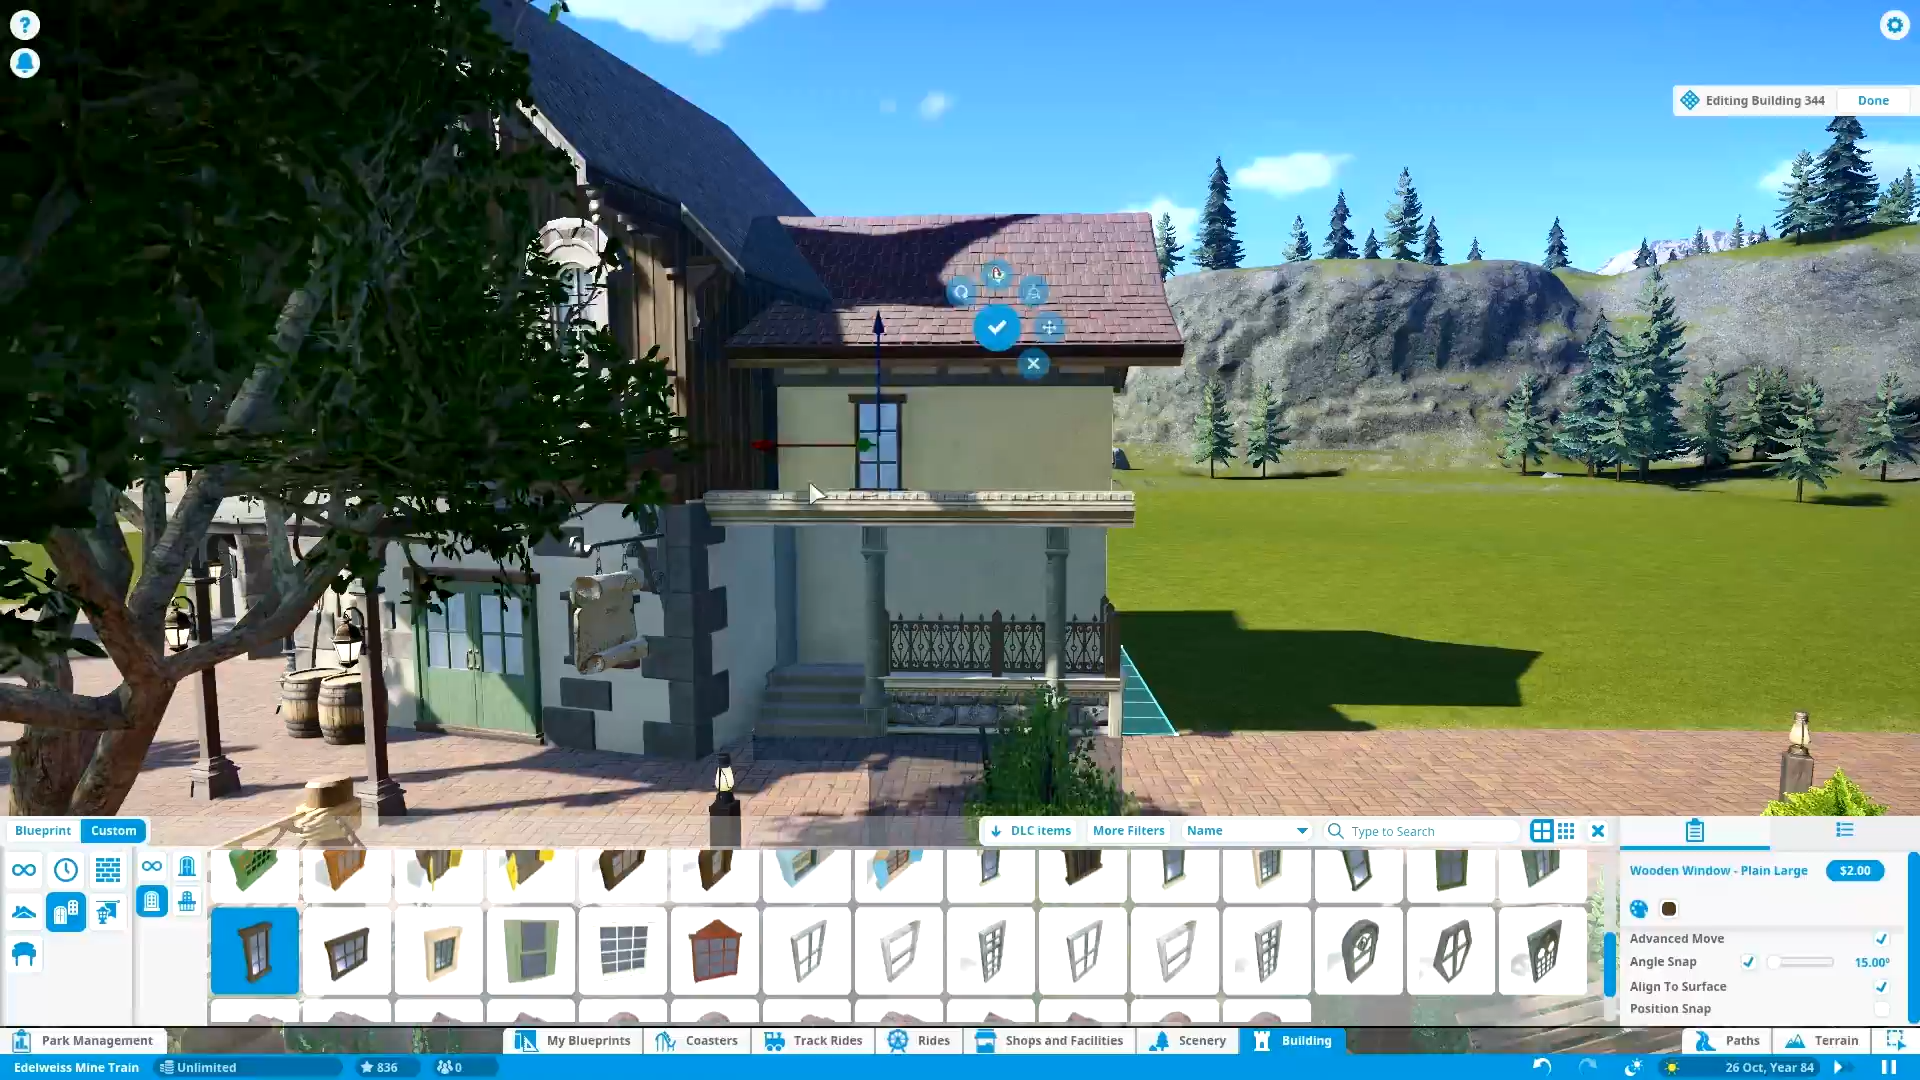 ?
Editing Building 344 Done
Blueprint Custom
DLC items More Filters Name Type to Search
Wooden Window - Plain Large $2.00
Advanced Move
Angle Snap 15.00°
Align To Surface
Position Snap
Park Management My Blueprints Coasters Track Rides Rides Shops and Facilities Scenery Building Paths Terrain
Edelweiss Mine Train Unlimited 836 0 26 Oct, Year 84